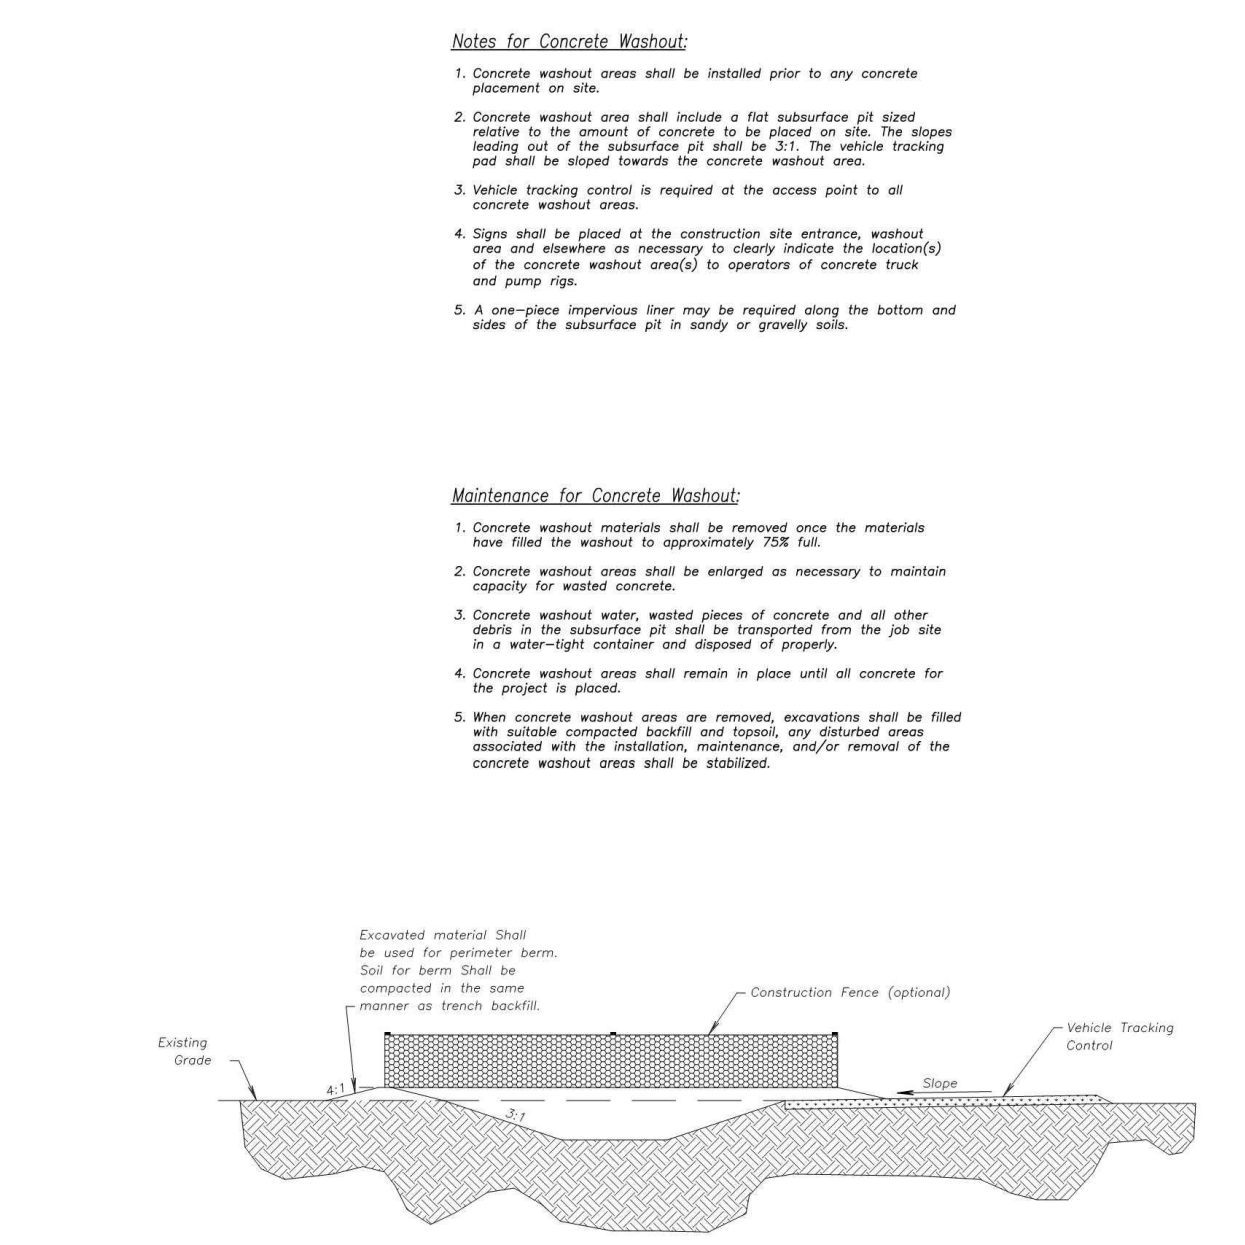 Notes for Concrete Washout:
1. Concrete washout areas shall be installed prior to any concrete
placement on site.
2. Concrete washout area shall include a flat subsurface pit sized
relative to the amount of concrete to be placed on site. The slopes
leading out of the subsurface pit shall be 3:1. The vehicle tracking
pad shall be sloped towards the concrete washout area.
3. Vehicle tracking control is required at the access point to all
concrete washout areas.
4. Signs shall be placed at the construction site entrance, washout
area and elsewhere as necessary to clearly indicate the location(s)
of the concrete washout area(s) to operators of concrete truck
and pump rigs.
5. A one-piece impervious liner may be required along the bottom and
sides of the subsurface pit in sandy or gravelly soils.
Maintenance for Concrete Washout:
1. Concrete washout materials shall be removed once the materials
have filled the washout to approximately 75% full.
2. Concrete washout areas shall be enlarged as necessary to maintain
capacity for wasted concrete.
3. Concrete washout water, wasted pieces of concrete and all other
debris in the subsurface pit shall be transported from the job site
in a water-tight container and disposed of properly.
4. Concrete washout areas shall remain in place until all concrete for
the project is placed.
5. When concrete washout areas are removed, excavations shall be filled
with suitable compacted backfill and topsoil, any disturbed areas
associated with the installation, maintenance, and/or removal of the
concrete washout areas shall be stabilized.
Excavated material Shall
be used for perimeter berm.
Soil for berm Shall be
compacted in the same
manner as trench backfill.
Construction Fence (optional)
Vehicle Tracking
Control
Existing
Grade
Slope
4:1
3:1